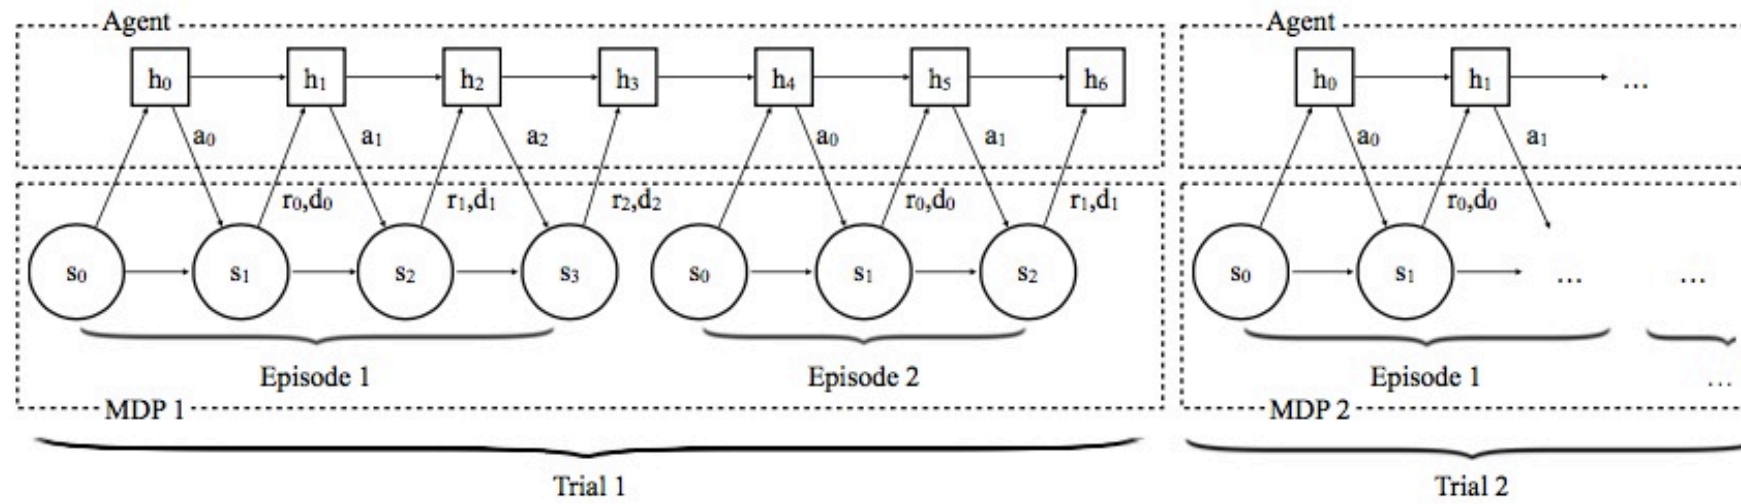 Agent Agent
h₀ h₁ h₂ h₃ h₄ h₅ h₆ h₀ h₁ ...
a₀ a₁ a₂ a₀ a₁ a₀ a₁
r₀,d₀ r₁,d₁ r₂,d₂ r₀,d₀ r₁,d₁ r₀,d₀
s₀ s₁ s₂ s₃ s₀ s₁ s₂ s₀ s₁ ... ...
Episode 1 Episode 2 Episode 1 ...
MDP 1 MDP 2
Trial 1 Trial 2